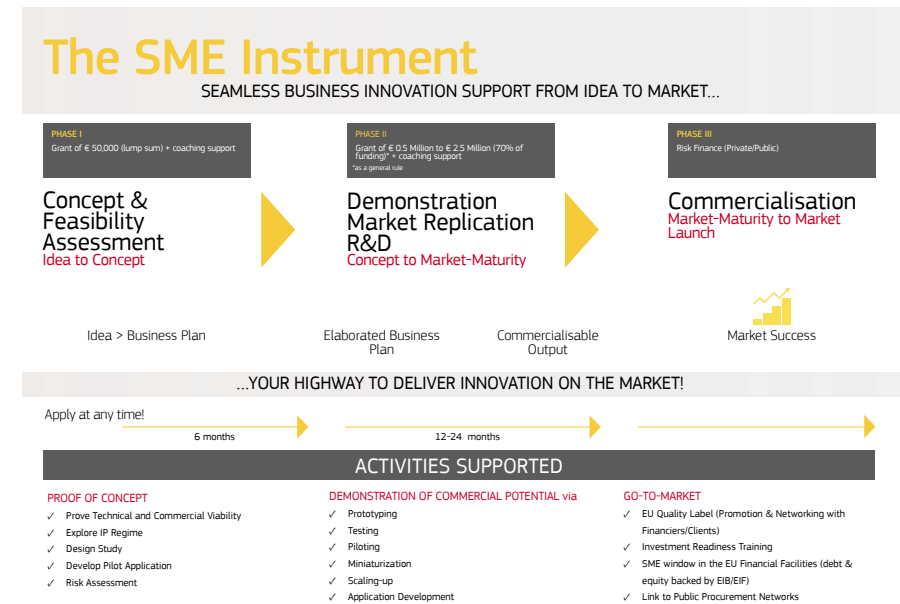 The SME Instrument
SEAMLESS BUSINESS INNOVATION SUPPORT FROM IDEA TO MARKET...
PHASE I
Grant of € 50,000 (lump sum) + coaching support
Concept &
Feasibility
Assessment
Idea to Concept
PHASE II
Grant of € 0.5 Million to € 2.5 Million (70% of
funding)* + coaching support
*as a general rule
Demonstration
Market Replication
R&D
Concept to Market-Maturity
PHASE III
Risk Finance (Private/Public)
Commercialisation
Market-Maturity to Market
Launch
Idea > Business Plan
Elaborated Business
Plan
Commercialisable
Output
Market Success
...YOUR HIGHWAY TO DELIVER INNOVATION ON THE MARKET!
Apply at any time!
6 months
12-24 months
ACTIVITIES SUPPORTED
PROOF OF CONCEPT
✓ Prove Technical and Commercial Viability
✓ Explore IP Regime
✓ Design Study
✓ Develop Pilot Application
✓ Risk Assessment
DEMONSTRATION OF COMMERCIAL POTENTIAL via
✓ Prototyping
✓ Testing
✓ Piloting
✓ Miniaturization
✓ Scaling-up
✓ Application Development
GO-TO-MARKET
✓ EU Quality Label (Promotion & Networking with
Financiers/Clients)
✓ Investment Readiness Training
✓ SME window in the EU Financial Facilities (debt &
equity backed by EIB/EIF)
✓ Link to Public Procurement Networks